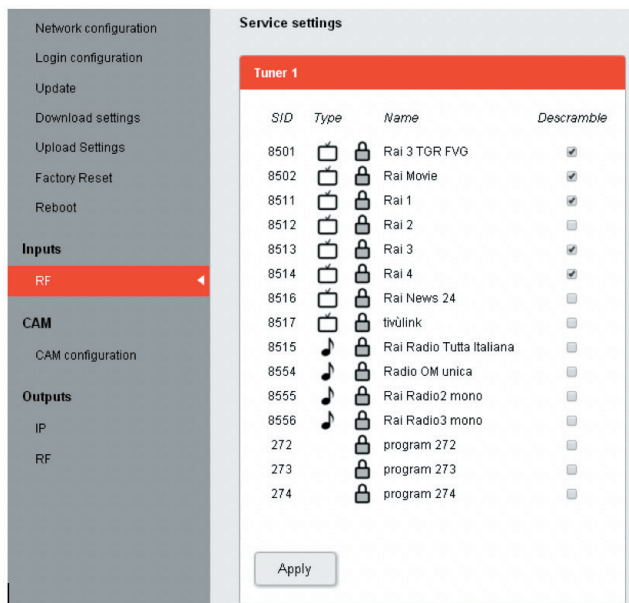 Network configuration
Login configuration
Update
Download settings
Upload Settings
Factory Reset
Reboot
Inputs
RF
CAM
CAM configuration
Outputs
IP
RF
Service settings
Tuner 1
SID Type Name Descramble
8501 Rai 3 TGR FVG
8502 Rai Movie
8511 Rai 1
8512 Rai 2
8513 Rai 3
8514 Rai 4
8516 Rai News 24
8517 tivùlink
8515 Rai Radio Tutta Italiana
8554 Radio OM unica
8555 Rai Radio2 mono
8556 Rai Radio3 mono
272 program 272
273 program 273
274 program 274
Apply